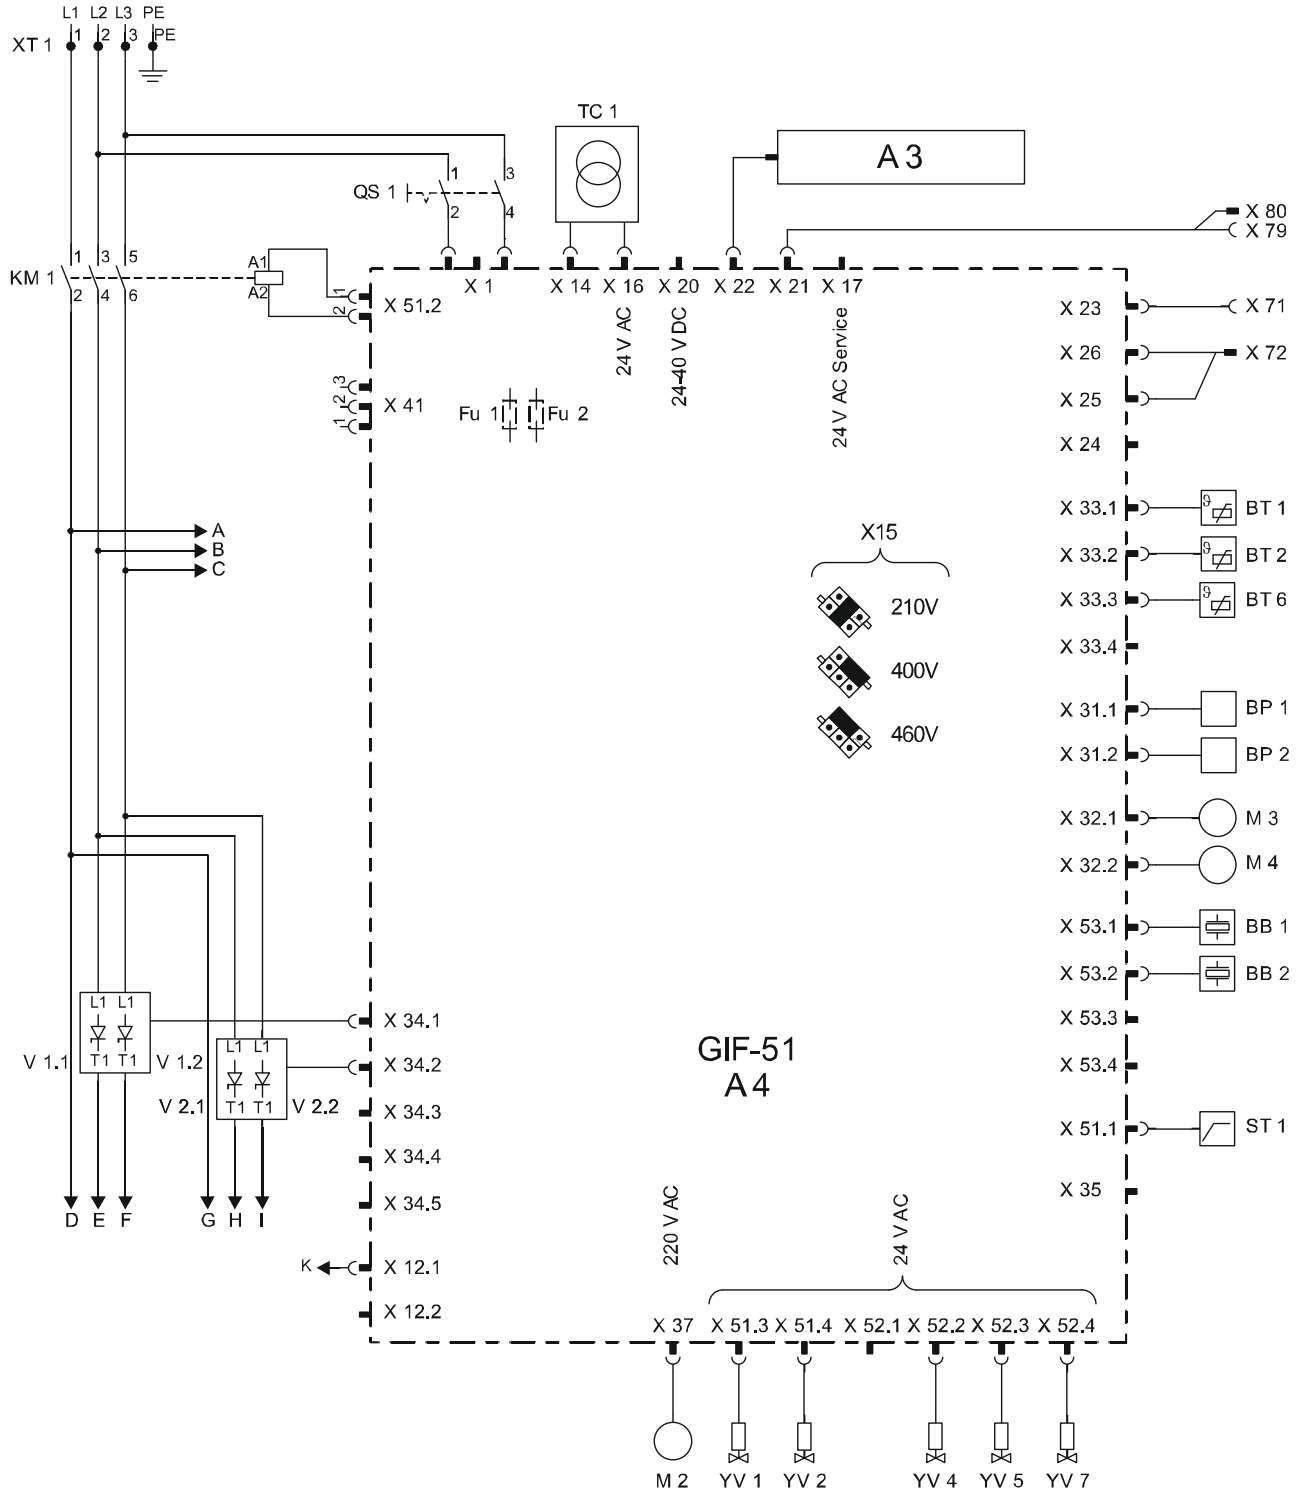 L1 L2 L3 PE
XT 1 1 2 3 PE
TC 1
A 3
QS 1 1 2 3 4
X 80
X 79
KM 1 1 2 3 4 5 6
A1
A2
1
2
X 51.2
X 1 X 14 X 16 X 20 X 22 X 21 X 17
24 V AC
24-40 V DC
24 V AC Service
X 23 X 71
X 26 X 72
X 25
X 24
3
2
1
X 41
Fu 1 Fu 2
A
B
C
X15
210V
400V
460V
X 33.1 BT 1
ϑ
X 33.2 BT 2
ϑ
X 33.3 BT 6
ϑ
X 33.4
X 31.1 BP 1
X 31.2 BP 2
X 32.1 M 3
X 32.2 M 4
X 53.1 BB 1
X 53.2 BB 2
X 53.3
X 53.4
X 51.1 ST 1
X 35
L1 L1
T1 T1
V 1.1 V 1.2
L1 L1
T1 T1
V 2.1 V 2.2
X 34.1
X 34.2
X 34.3
X 34.4
X 34.5
GIF-51
A 4
D E F G H I
K
X 12.1
X 12.2
220 V AC
24 V AC
X 37 X 51.3 X 51.4 X 52.1 X 52.2 X 52.3 X 52.4
M 2 YV 1 YV 2 YV 4 YV 5 YV 7